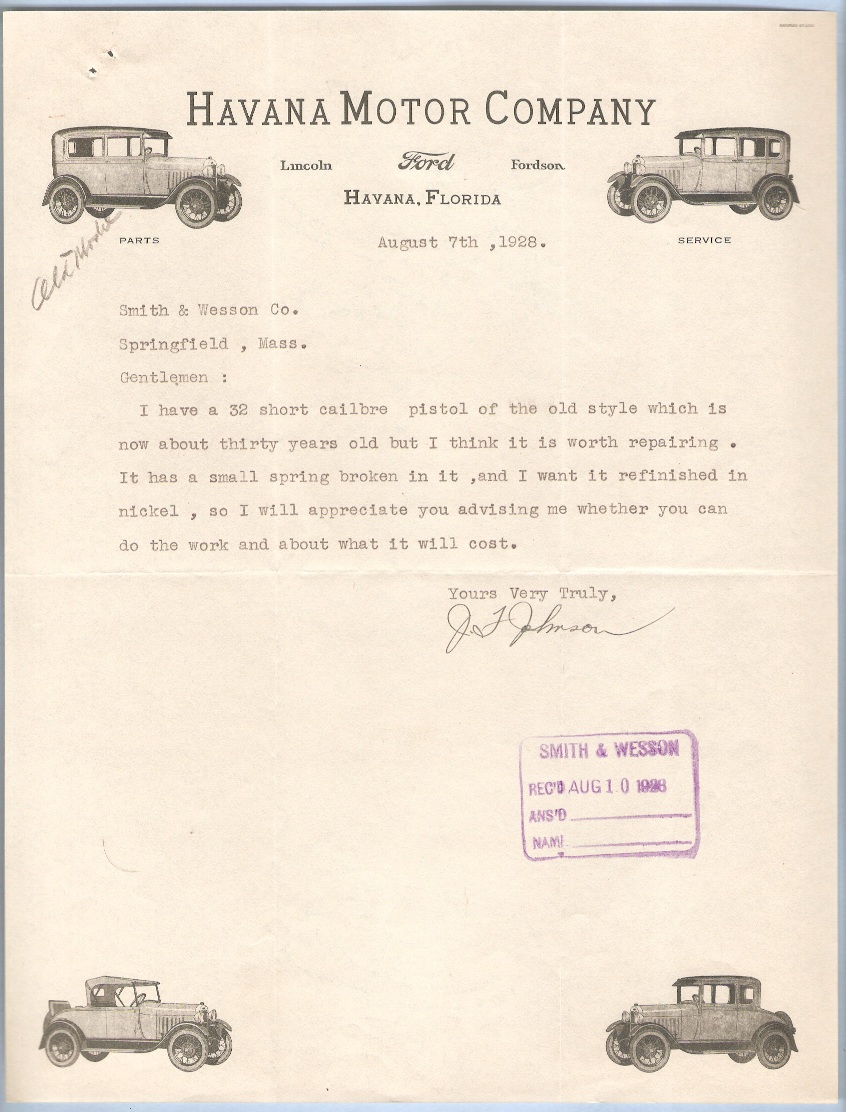 HAVANA MOTOR COMPANY
Lincoln Ford Fordson
HAVANA, FLORIDA
PARTS
SERVICE
Old Model
August 7th ,1928.
Smith & Wesson Co.
Springfield , Mass.
Gentlemen :
I have a 32 short cailbre pistol of the old style which is
now about thirty years old but I think it is worth repairing .
It has a small spring broken in it ,and I want it refinished in
nickel , so I will appreciate you advising me whether you can
do the work and about what it will cost.
Yours Very Truly,
J. F Johnson
SMITH & WESSON
REC'D AUG 10 1928
ANS'D
NAME